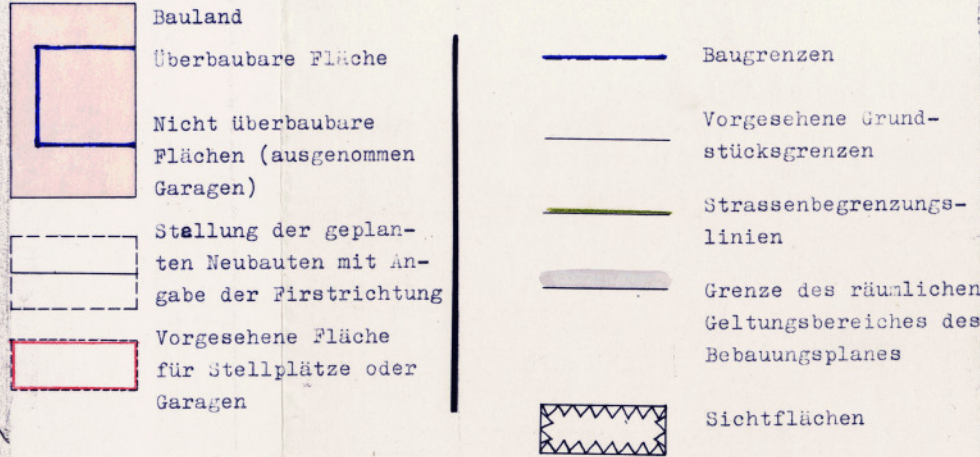 Bauland
Überbaubare Fläche
Nicht überbaubare
Flächen (ausgenommen
Garagen)
Stellung der geplan-
ten Neubauten mit An-
gabe der Firstrichtung
Vorgesehene Fläche
für Stellplätze oder
Garagen
Baugrenzen
Vorgesehene Grund-
stücksgrenzen
Strassenbegrenzungs-
linien
Grenze des räumlichen
Geltungsbereiches des
Bebauungsplanes
Sichtflächen